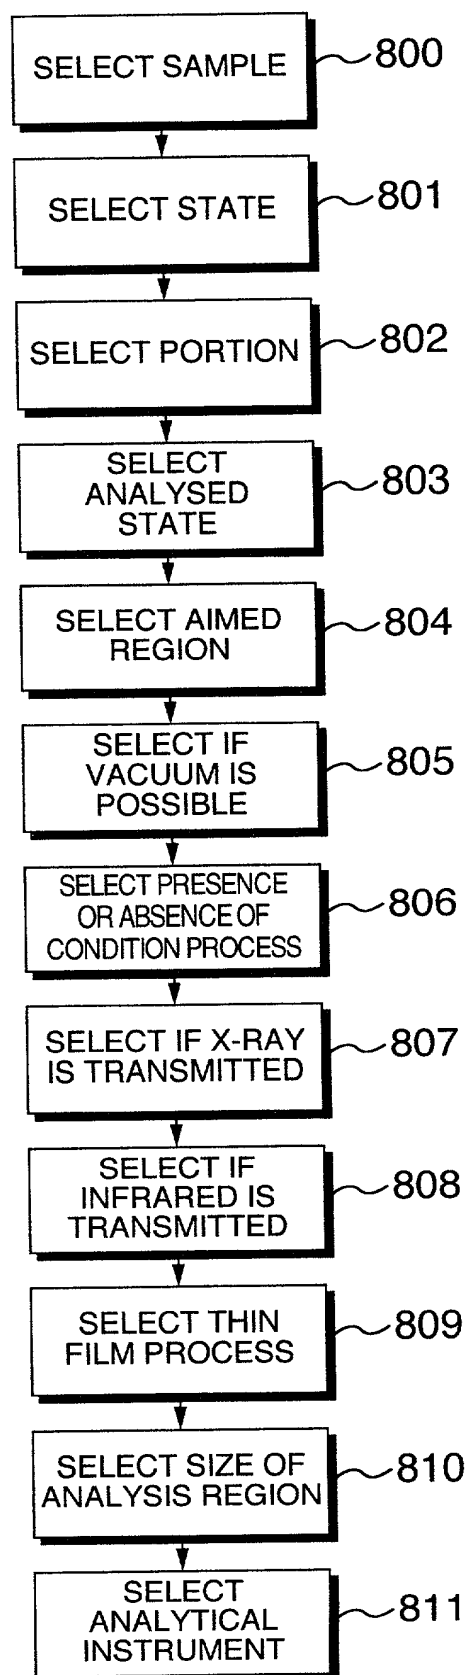 SELECT SAMPLE 800
SELECT STATE 801
SELECT PORTION 802
SELECT
ANALYSED
STATE
803
SELECT AIMED
REGION
804
SELECT IF
VACUUM IS
POSSIBLE
805
SELECT PRESENCE
OR ABSENCE OF
CONDITION PROCESS
806
SELECT IF X-RAY
IS TRANSMITTED
807
SELECT IF
INFRARED IS
TRANSMITTED
808
SELECT THIN
FILM PROCESS
809
SELECT SIZE OF
ANALYSIS REGION
810
SELECT
ANALYTICAL
INSTRUMENT
811